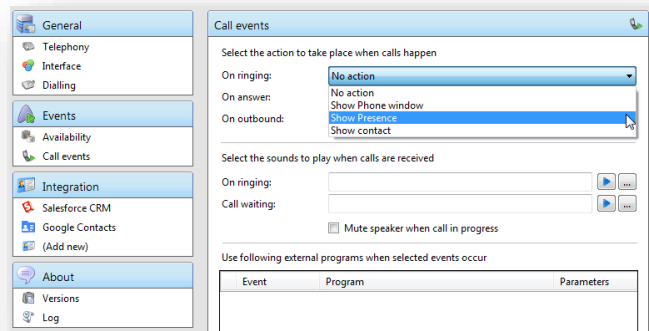 General
Telephony
Interface
Dialling
Events
Availability
Call events
Integration
Salesforce CRM
Google Contacts
(Add new)
About
Versions
Log
Call events
Select the action to take place when calls happen
On ringing: No action
On answer:
On outbound:
No action
Show Phone window
Show Presence
Show contact
Select the sounds to play when calls are received
On ringing: ...
Call waiting: ...
Mute speaker when call in progress
Use following external programs when selected events occur
Event Program Parameters